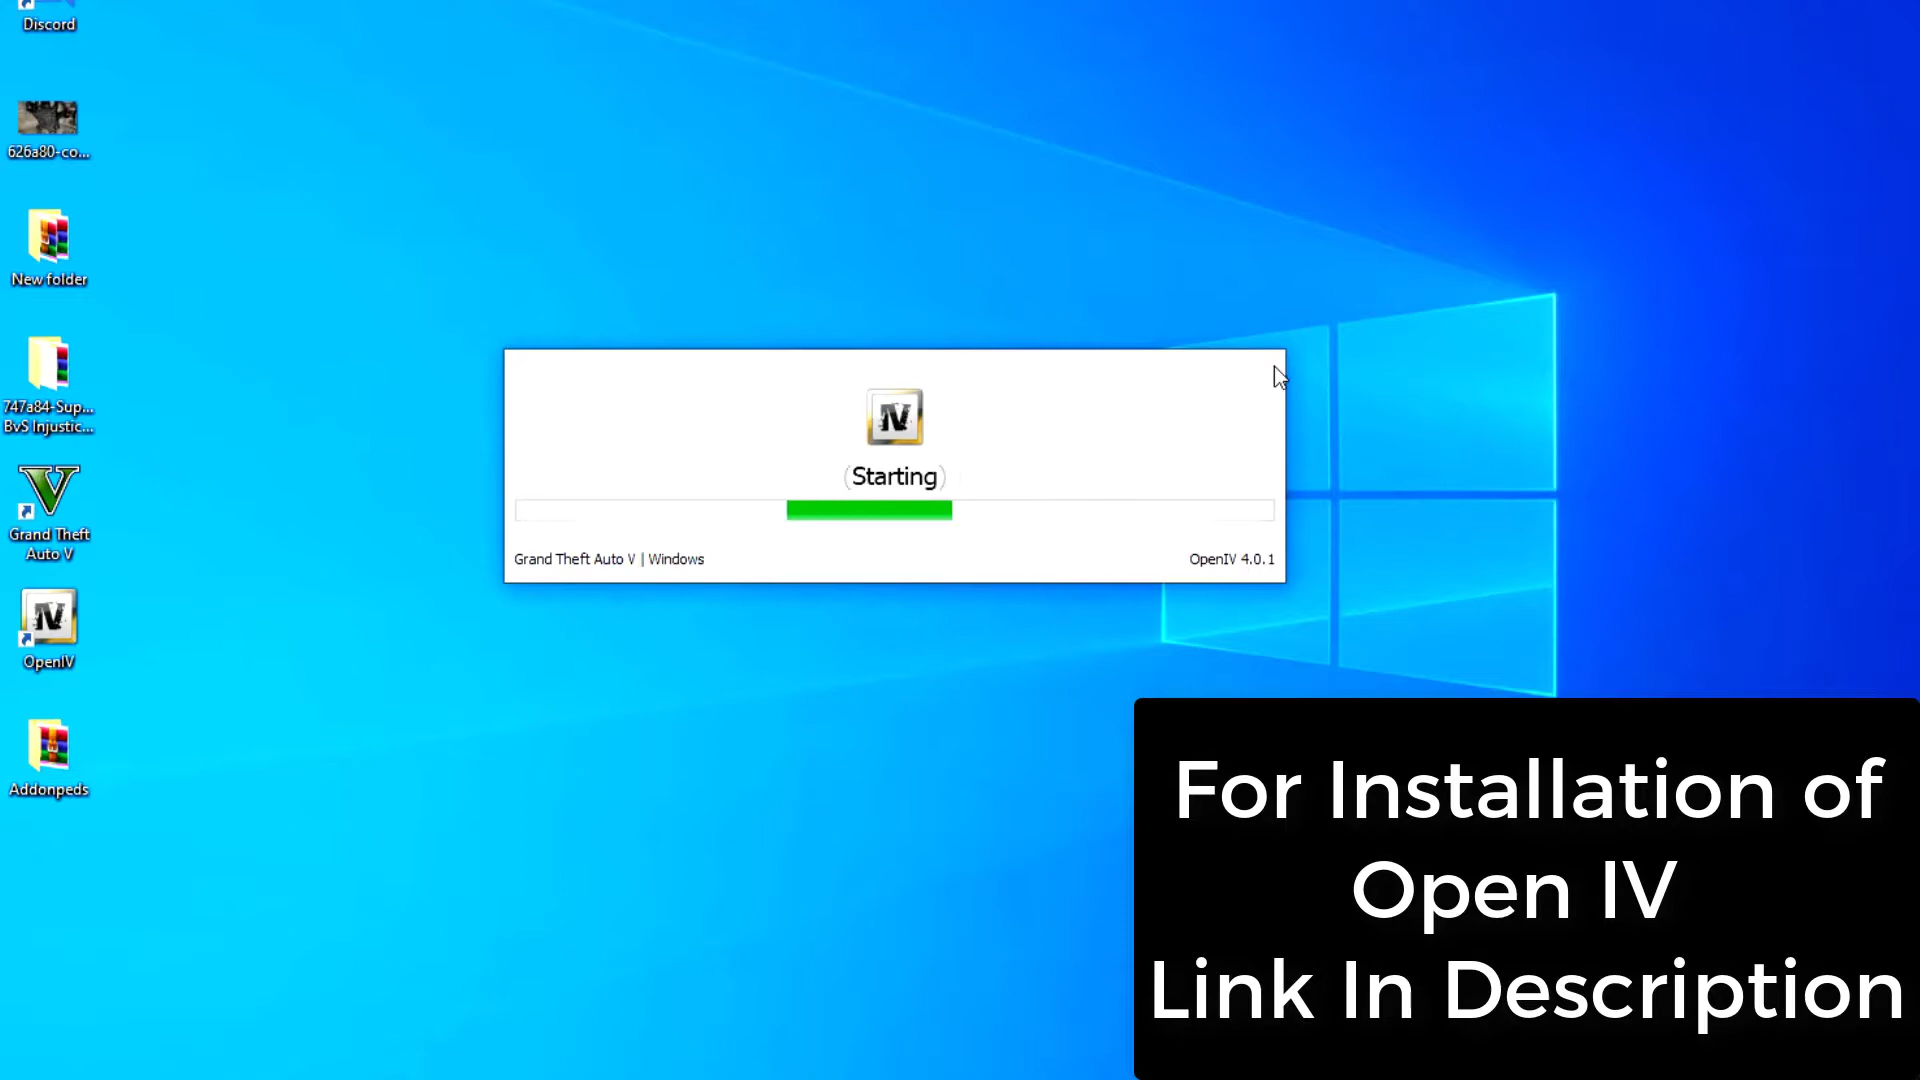 Discord
626a80-co...
New folder
747a84-Sup...
BvS Injustic...
Grand Theft
Auto V
OpenIV
Addonpeds
IV
(Starting)
Grand Theft Auto V | Windows
OpenIV 4.0.1
For Installation of
Open IV
Link In Description